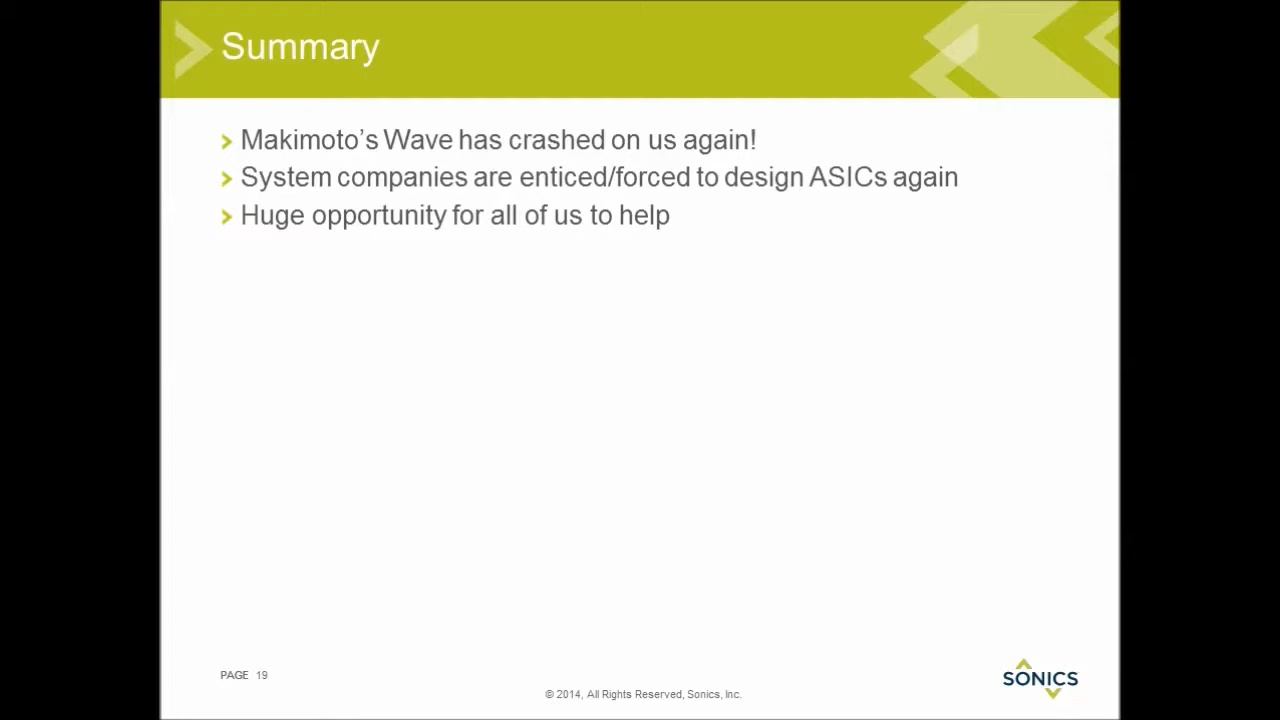 Summary
Makimoto’s Wave has crashed on us again!
System companies are enticed/forced to design ASICs again
Huge opportunity for all of us to help
PAGE 19
SONICS
© 2014, All Rights Reserved, Sonics, Inc.